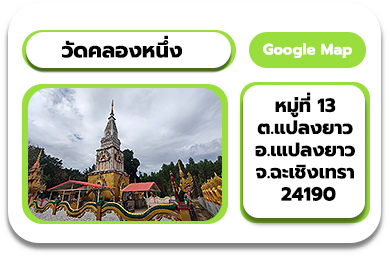 วัดคลองหนึ่ง
Google Map
หมู่ที่ 13
ต.แปลงยาว
อ.แปลงยาว
จ.ฉะเชิงเทรา
24190